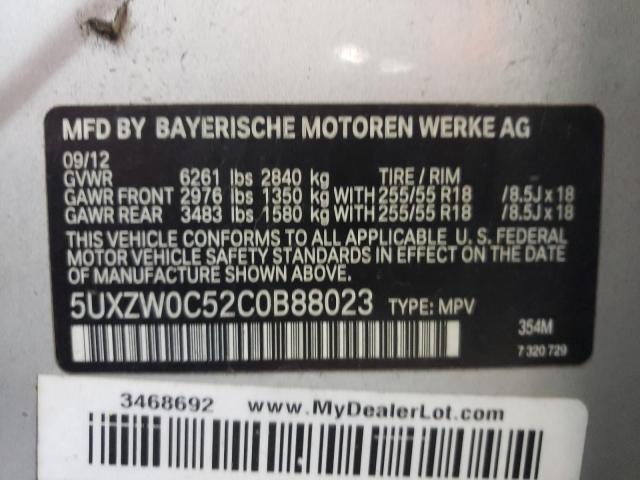 MFD BY BAYERISCHE MOTOREN WERKE AG
09/12
GVWR 6261 lbs 2840 kg TIRE / RIM
GAWR FRONT 2976 lbs 1350 kg WITH 255/55 R18 /8.5J x 18
GAWR REAR 3483 lbs 1580 kg WITH 255/55 R18 /8.5J x 18
THIS VEHICLE CONFORMS TO ALL APPLICABLE U. S. FEDERAL
MOTOR VEHICLE SAFETY STANDARDS IN EFFECT ON THE DATE
OF MANUFACTURE SHOWN ABOVE.
5UXZW0C52C0B88023 TYPE: MPV
354M
7 320 729
3468692 www.MyDealerLot.com